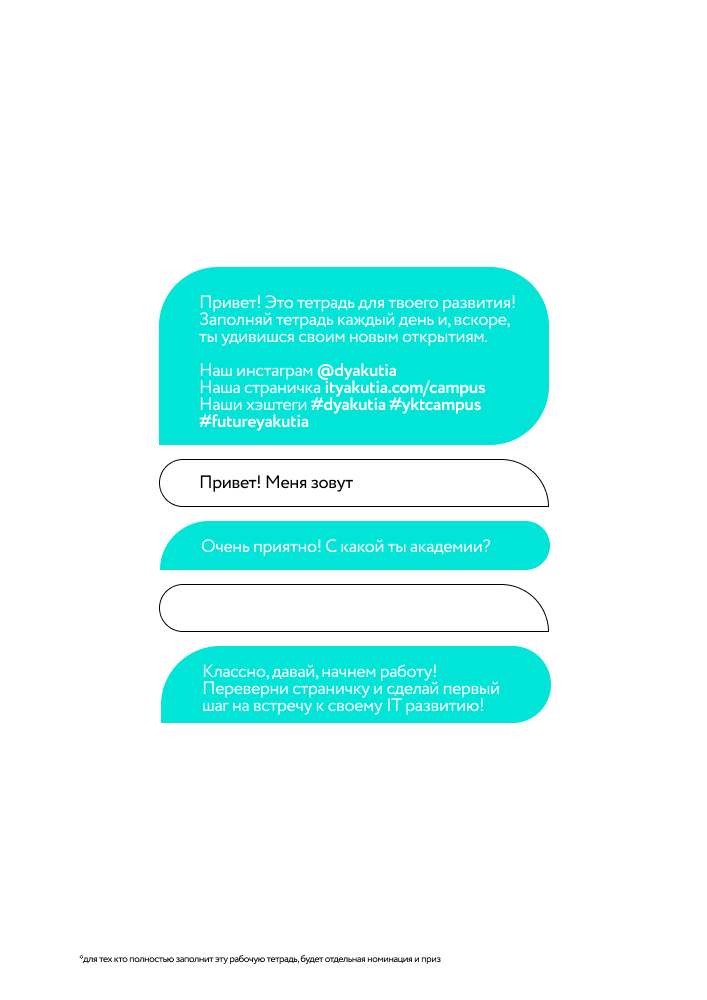 Привет! Это тетрадь для твоего развития!
Заполняй тетрадь каждый день и, вскоре,
ты удивишся своим новым открытиям.
Наш инстаграм @dyakutia
Наша страничка ityakutia.com/campus
Наши хэштеги #dyakutia #yktcampus
#futureyakutia
Привет! Меня зовут
Очень приятно! С какой ты академии?
Классно, давай, начнем работу!
Переверни страничку и сделай первый
шаг на встречу к своему IT развитию!
*для тех кто полностью заполнит эту рабочую тетрадь, будет отдельная номинация и приз